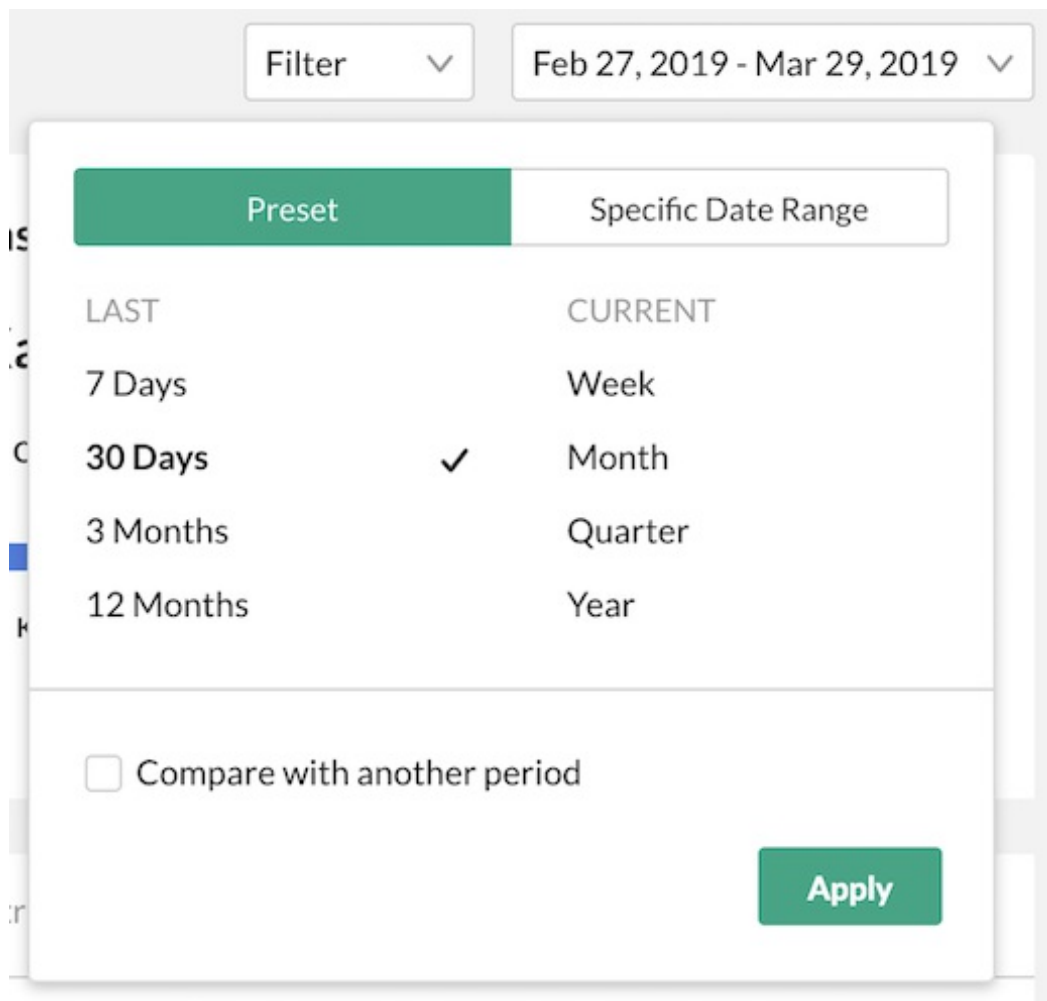 Filter
Feb 27, 2019 - Mar 29, 2019
Preset
Specific Date Range
LAST
CURRENT
7 Days
Week
30 Days
Month
3 Months
Quarter
12 Months
Year
Compare with another period
Apply